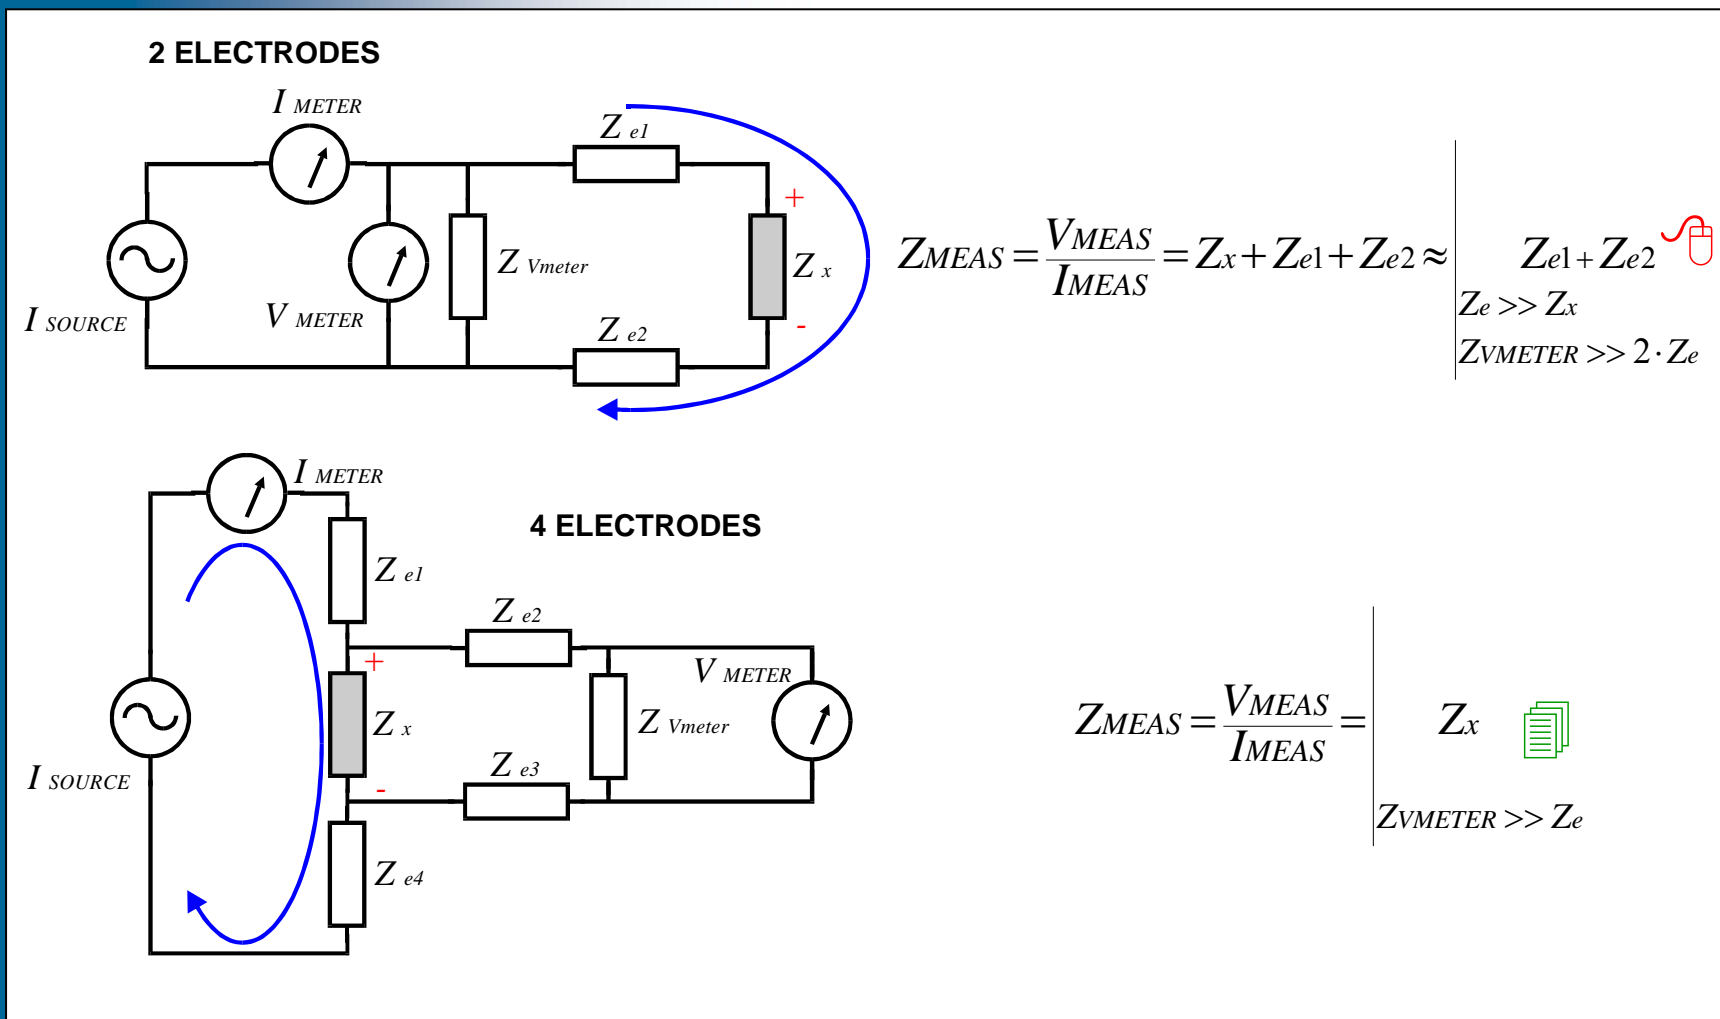 2 ELECTRODES
I METER
Z e1
+
Z Vmeter
Z x
V METER
I SOURCE
-
Z e2
ZMEAS = VMEAS / IMEAS = Zx + Ze1 + Ze2 ≈ | Ze1 + Ze2
Ze >> Zx
ZVMETER >> 2 · Ze
I METER
4 ELECTRODES
Z e1
Z e2
+
V METER
Z x
Z Vmeter
I SOURCE
Z e3
-
Z e4
ZMEAS = VMEAS / IMEAS = | Zx
ZVMETER >> Ze